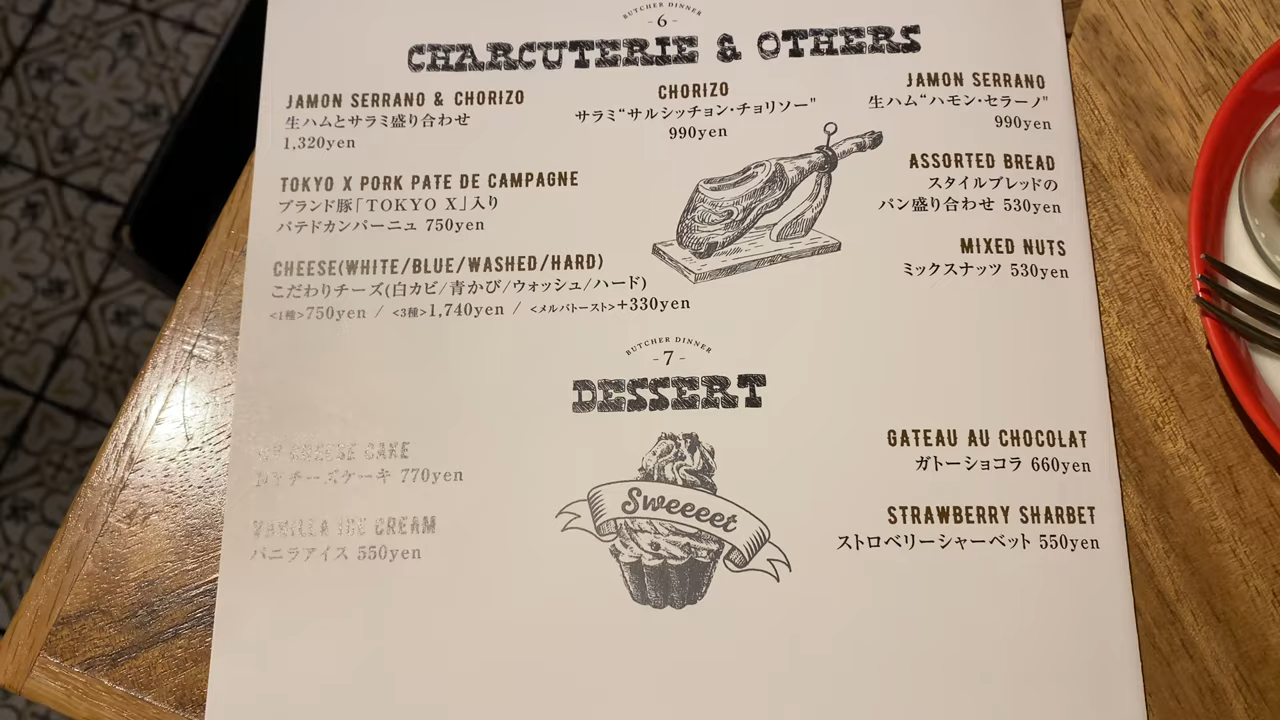 BUTCHER DINNER
-6-
CHARCUTERIE & OTHERS
JAMON SERRANO & CHORIZO
生ハムとサラミ盛り合わせ
1,320yen
CHORIZO
サラミ“サルシッチョン・チョリソー”
990yen
JAMON SERRANO
生ハム“ハモン・セラーノ”
990yen
TOKYO X PORK PATE DE CAMPAGNE
ブランド豚「TOKYO X」入り
パテドカンパーニュ 750yen
ASSORTED BREAD
スタイルブレッドの
パン盛り合わせ 530yen
CHEESE(WHITE/BLUE/WASHED/HARD)
こだわりチーズ(白カビ/青かび/ウォッシュ/ハード)
<1種>750yen / <3種>1,740yen / <メルバトースト>+330yen
MIXED NUTS
ミックスナッツ 530yen
BUTCHER DINNER
-7-
DESSERT
CHEESE CAKE
チーズケーキ 770yen
VANILLA ICE CREAM
バニラアイス 550yen
Sweeeet
GATEAU AU CHOCOLAT
ガトーショコラ 660yen
STRAWBERRY SHARBET
ストロベリーシャーベット 550yen